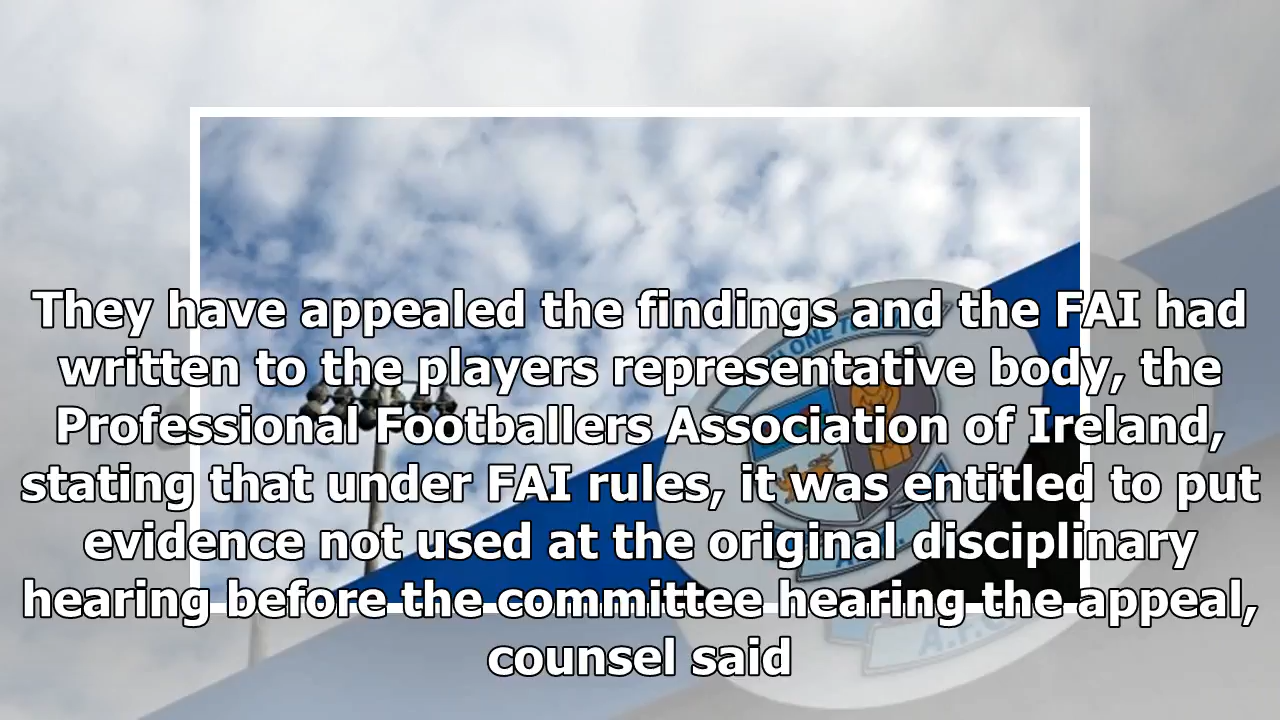 They have appealed the findings and the FAI had
written to the players representative body, the
Professional Footballers Association of Ireland,
stating that under FAI rules, it was entitled to put
evidence not used at the original disciplinary
hearing before the committee hearing the appeal,
counsel said